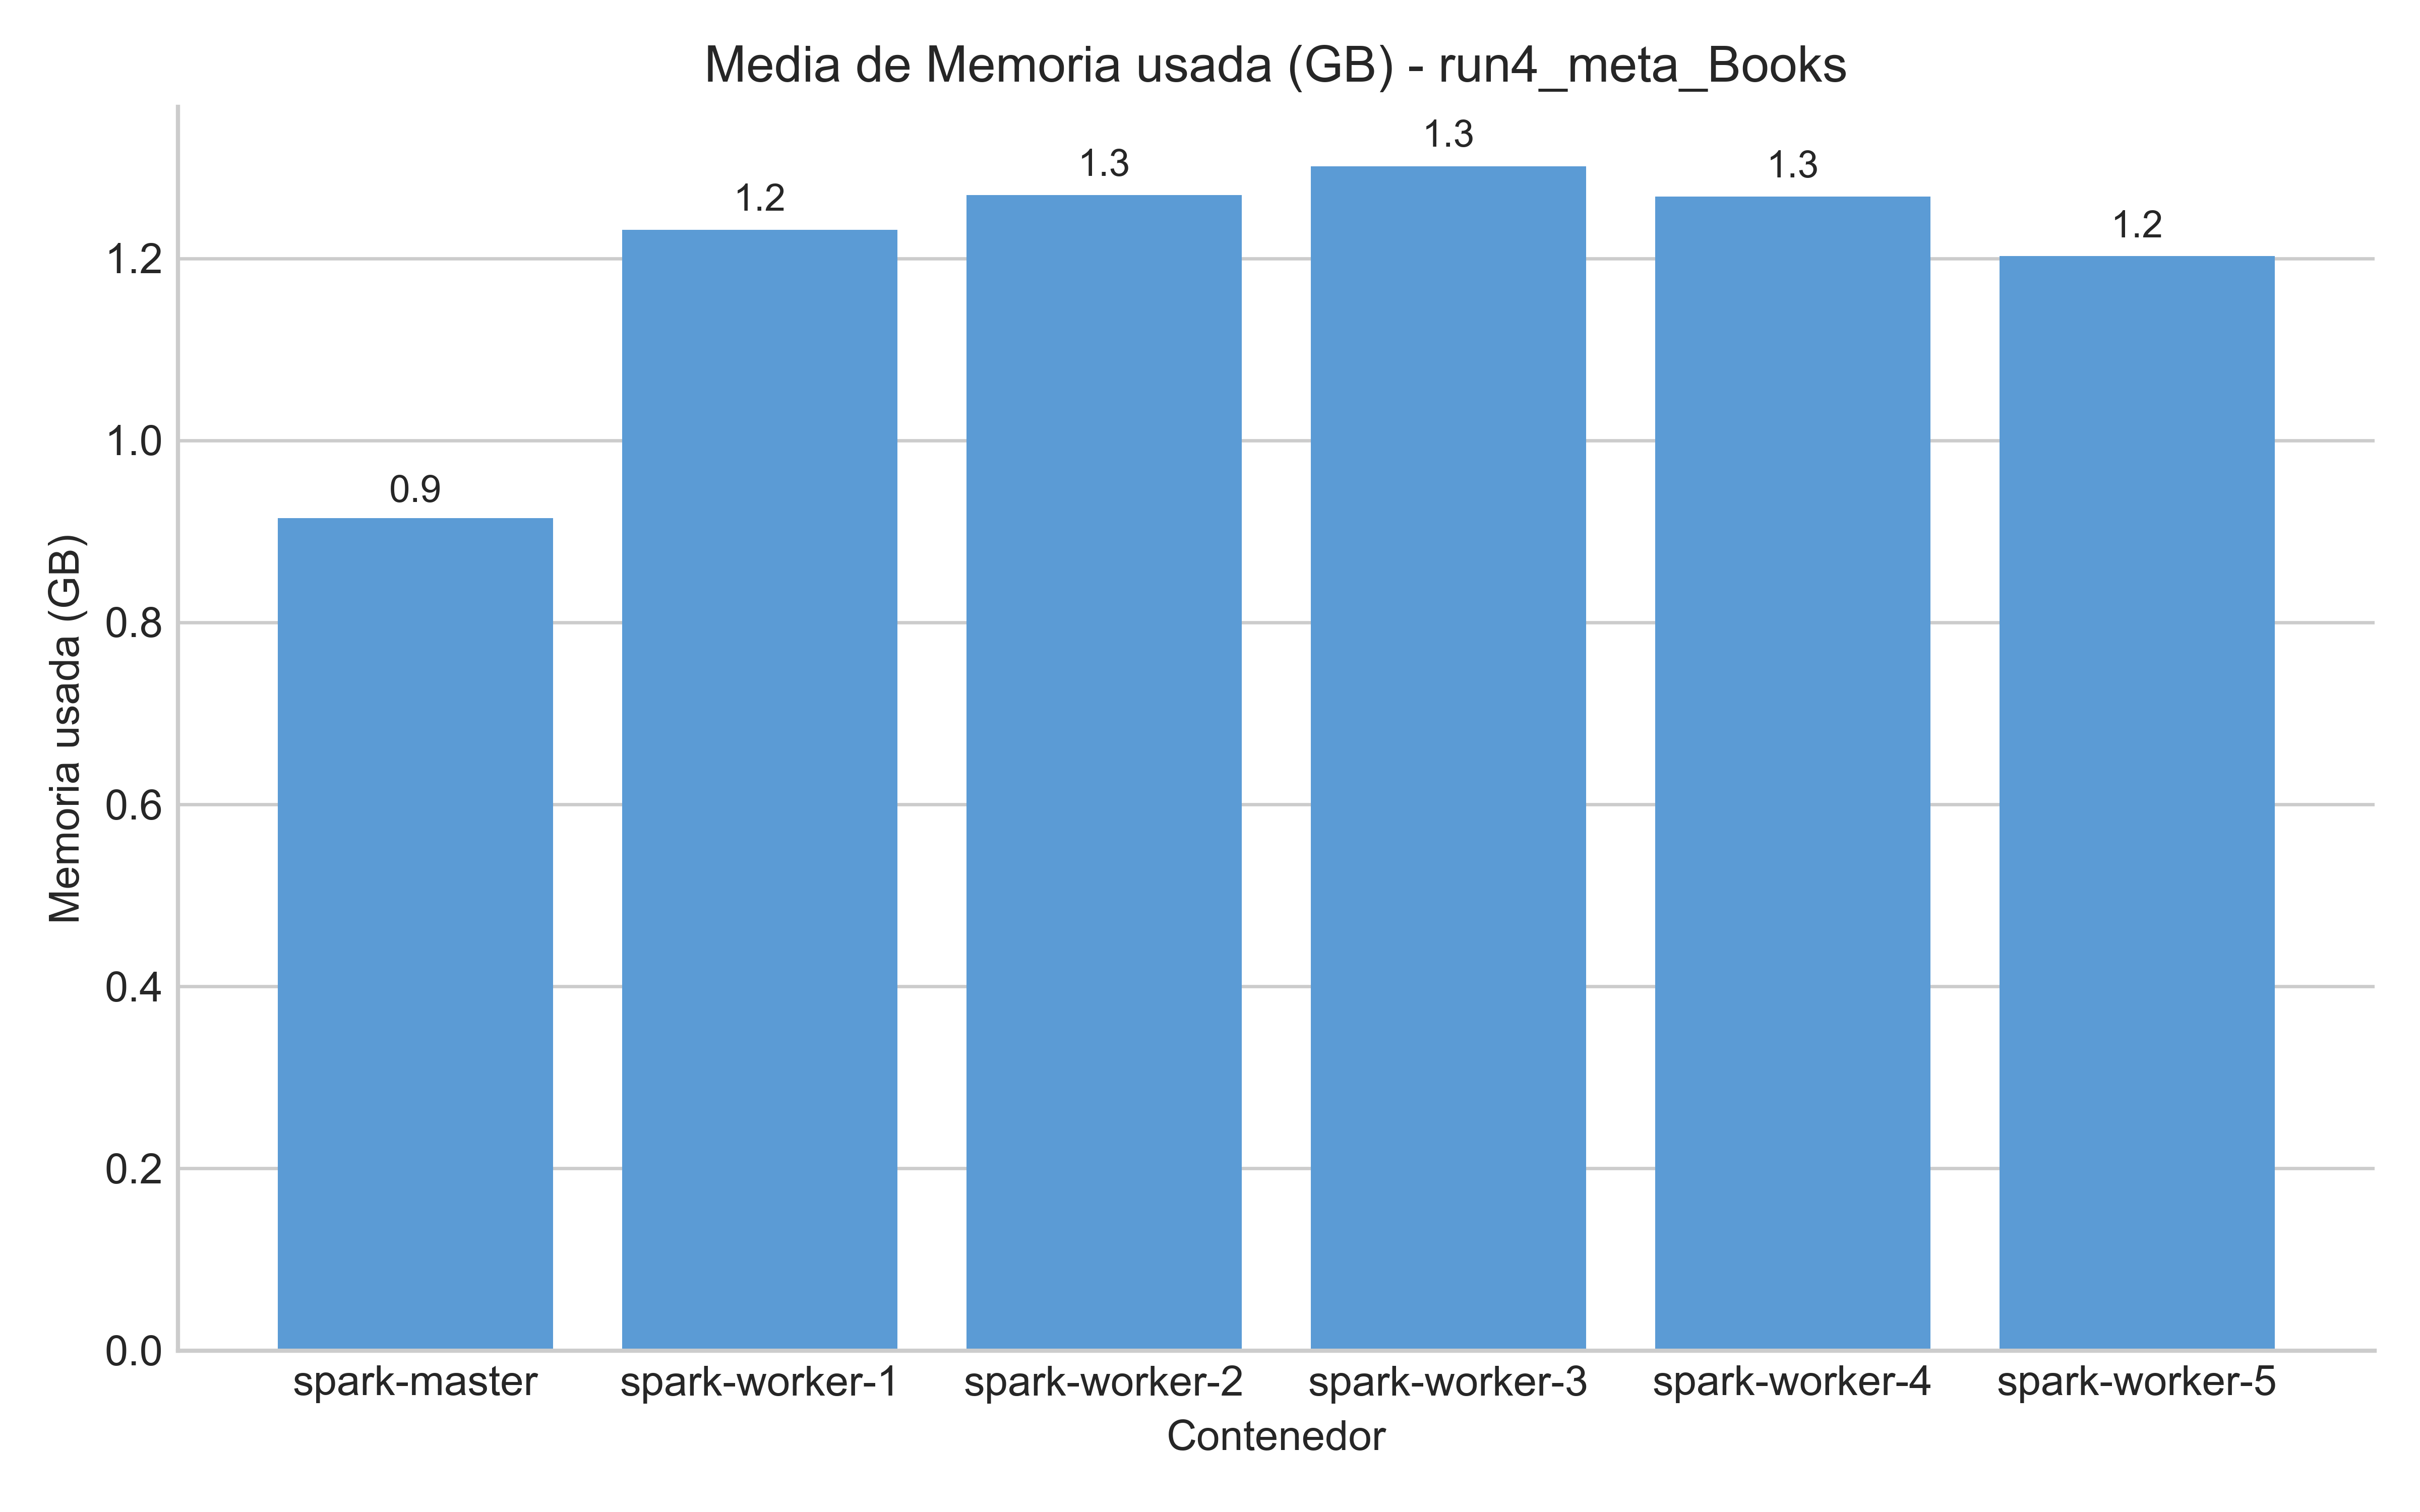 Media de Memoria usada (GB) - run4_meta_Books
Memoria usada (GB)
1.2
1.0
0.8
0.6
0.4
0.2
0.0
0.9
1.2
1.3
1.3
1.3
1.2
spark-master
spark-worker-1
spark-worker-2
spark-worker-3
spark-worker-4
spark-worker-5
Contenedor